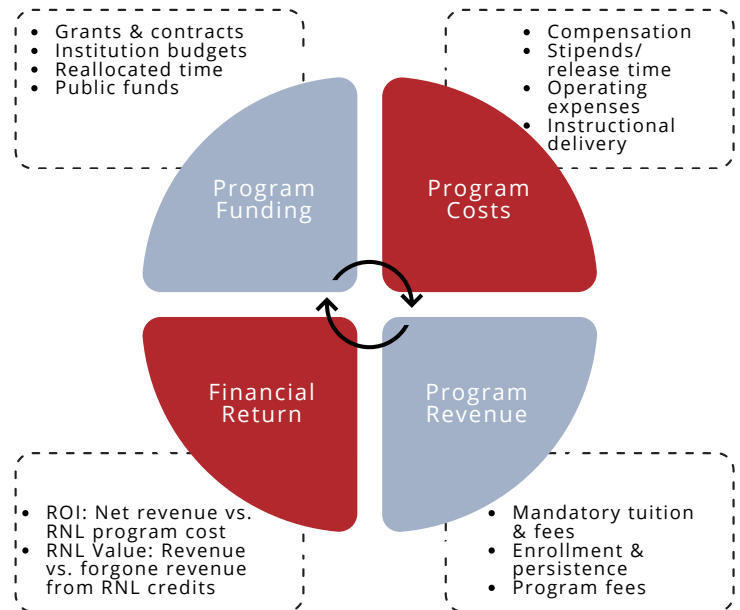 • Grants & contracts
• Institution budgets
• Reallocated time
• Public funds
• Compensation
• Stipends/
release time
• Operating
expenses
• Instructional
delivery
Program
Funding
Program
Costs
Financial
Return
Program
Revenue
• ROI: Net revenue vs.
RNL program cost
• RNL Value: Revenue
vs. forgone revenue
from RNL credits
• Mandatory tuition
& fees
• Enrollment &
persistence
• Program fees